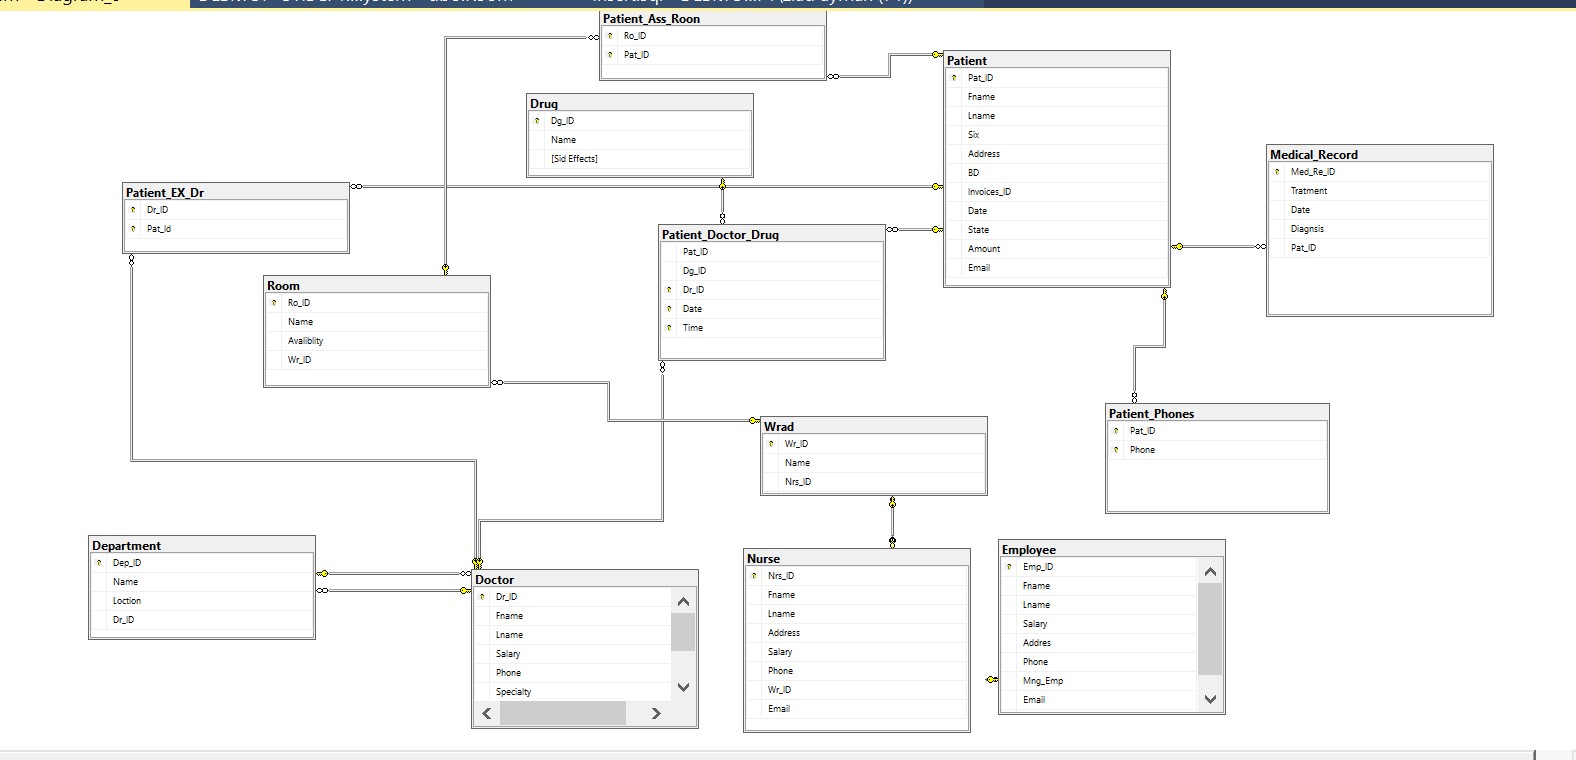 Patient_Ass_Roon
Ro_ID
Pat_ID
Drug
Dg_ID
Name
[Sid Effects]
Patient
Pat_ID
Fname
Lname
Six
Address
BD
Invoices_ID
Date
State
Amount
Email
Medical_Record
Med_Re_ID
Tratment
Date
Diagnsis
Pat_ID
Patient_EX_Dr
Dr_ID
Pat_Id
Patient_Doctor_Drug
Pat_ID
Dg_ID
Dr_ID
Date
Time
Room
Ro_ID
Name
Avaliblity
Wr_ID
Patient_Phones
Pat_ID
Phone
Wrad
Wr_ID
Name
Nrs_ID
Department
Dep_ID
Name
Loction
Dr_ID
Doctor
Dr_ID
Fname
Lname
Salary
Phone
Specialty
Nurse
Nrs_ID
Fname
Lname
Address
Salary
Phone
Wr_ID
Email
Employee
Emp_ID
Fname
Lname
Salary
Addres
Phone
Mng_Emp
Email